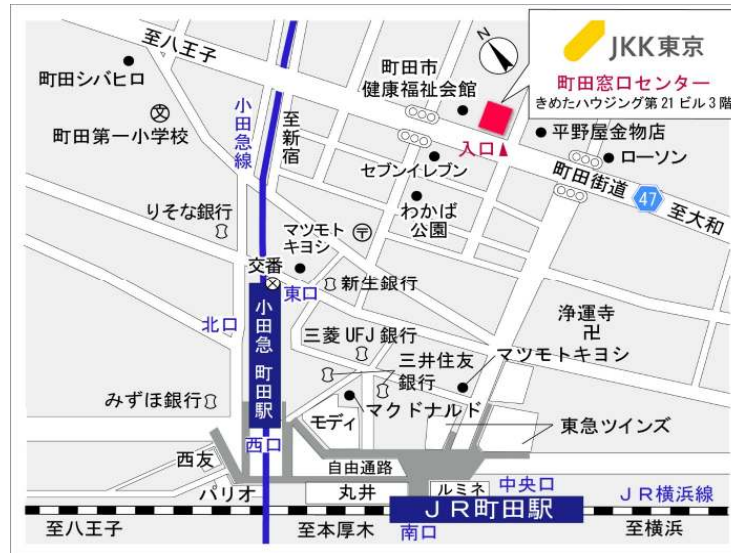 JKK東京
町田窓口センター
きめたハウジング第21ビル3階
至八王子
N
町田市
健康福祉会館
町田シバヒロ
小田急線
至新宿
町田第一小学校
文
平野屋金物店
入口▲
ローソン
セブンイレブン
町田街道
47
至大和
わかば
公園
りそな銀行
マツモト
キヨシ
〒
交番
東口
新生銀行
小田急 町田駅
北口
浄運寺
卍
三菱UFJ銀行
三井住友
銀行
マツモトキヨシ
みずほ銀行
マクドナルド
モディ
東急ツインズ
西口
西友
自由通路
パリオ
丸井
ルミネ
中央口
JR横浜線
JR町田駅
至八王子
至本厚木
南口
至横浜